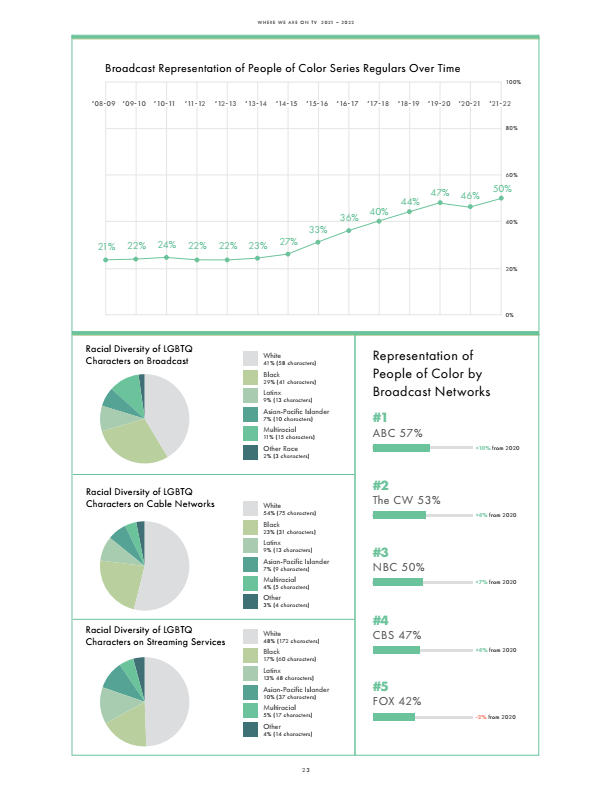 WHERE WE ARE ON TV 2021 – 2022
Broadcast Representation of People of Color Series Regulars Over Time
100%
'08-09 '09-10 '10-11 '11-12 '12-13 '13-14 '14-15 '15-16 '16-17 '17-18 '18-19 '19-20 '20-21 '21-22
80%
60%
21% 22% 24% 22% 22% 23% 27% 33% 36% 40% 44% 47% 46% 50%
40%
20%
0%
Racial Diversity of LGBTQ
Characters on Broadcast
White
41% (58 characters)
Black
29% (41 characters)
Latinx
9% (13 characters)
Asian-Pacific Islander
7% (10 characters)
Multiracial
11% (15 characters)
Other Race
2% (3 characters)
Racial Diversity of LGBTQ
Characters on Cable Networks
White
54% (75 characters)
Black
23% (31 characters)
Latinx
9% (13 characters)
Asian-Pacific Islander
7% (9 characters)
Multiracial
4% (5 characters)
Other
3% (4 characters)
Racial Diversity of LGBTQ
Characters on Streaming Services
White
48% (172 characters)
Black
17% (60 characters)
Latinx
13% 48 characters)
Asian-Pacific Islander
10% (37 characters)
Multiracial
5% (17 characters)
Other
4% (14 characters)
Representation of
People of Color by
Broadcast Networks
#1
ABC 57%
+10% from 2020
#2
The CW 53%
+4% from 2020
#3
NBC 50%
+7% from 2020
#4
CBS 47%
+4% from 2020
#5
FOX 42%
-2% from 2020
23